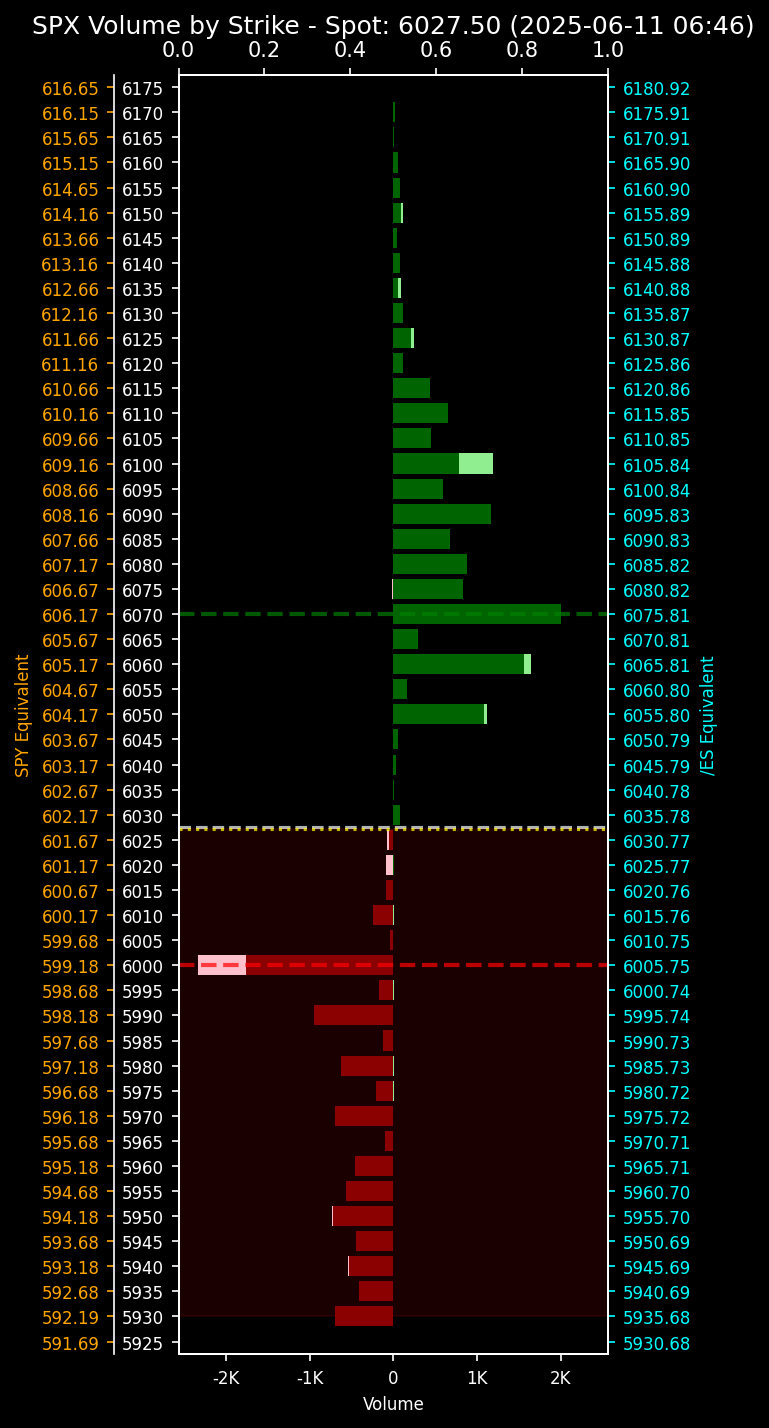 SPX Volume by Strike - Spot: 6027.50 (2025-06-11 06:46)
0.0 0.2 0.4 0.6 0.8 1.0
616.65 6175 6180.92
616.15 6170 6175.91
615.65 6165 6170.91
615.15 6160 6165.90
614.65 6155 6160.90
614.16 6150 6155.89
613.66 6145 6150.89
613.16 6140 6145.88
612.66 6135 6140.88
612.16 6130 6135.87
611.66 6125 6130.87
611.16 6120 6125.86
610.66 6115 6120.86
610.16 6110 6115.85
609.66 6105 6110.85
609.16 6100 6105.84
608.66 6095 6100.84
608.16 6090 6095.83
607.66 6085 6090.83
607.17 6080 6085.82
606.67 6075 6080.82
606.17 6070 6075.81
605.67 6065 6070.81
605.17 6060 6065.81
604.67 6055 6060.80
604.17 6050 6055.80
603.67 6045 6050.79
603.17 6040 6045.79
602.67 6035 6040.78
602.17 6030 6035.78
601.67 6025 6030.77
601.17 6020 6025.77
600.67 6015 6020.76
600.17 6010 6015.76
599.68 6005 6010.75
599.18 6000 6005.75
598.68 5995 6000.74
598.18 5990 5995.74
597.68 5985 5990.73
597.18 5980 5985.73
596.68 5975 5980.72
596.18 5970 5975.72
595.68 5965 5970.71
595.18 5960 5965.71
594.68 5955 5960.70
594.18 5950 5955.70
593.68 5945 5950.69
593.18 5940 5945.69
592.68 5935 5940.69
592.19 5930 5935.68
591.69 5925 5930.68
SPY Equivalent
/ES Equivalent
-2K -1K 0 1K 2K
Volume